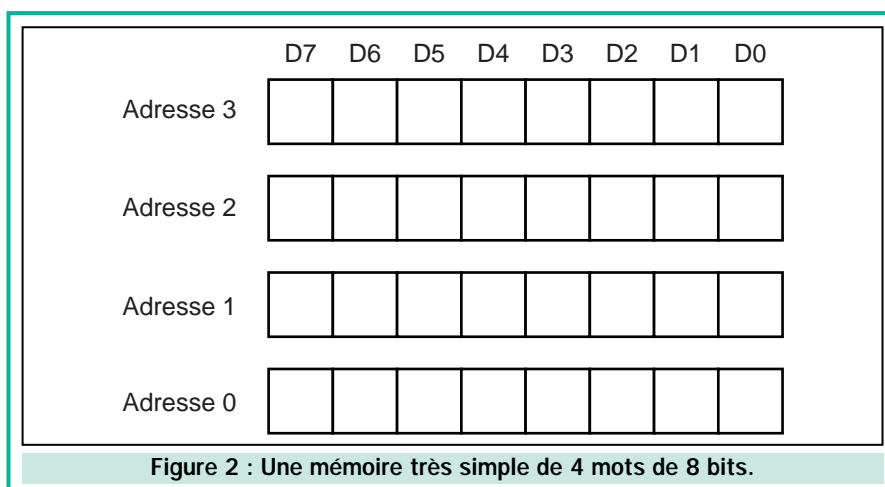 D7 D6 D5 D4 D3 D2 D1 D0
Adresse 3
Adresse 2
Adresse 1
Adresse 0
Figure 2 : Une mémoire très simple de 4 mots de 8 bits.